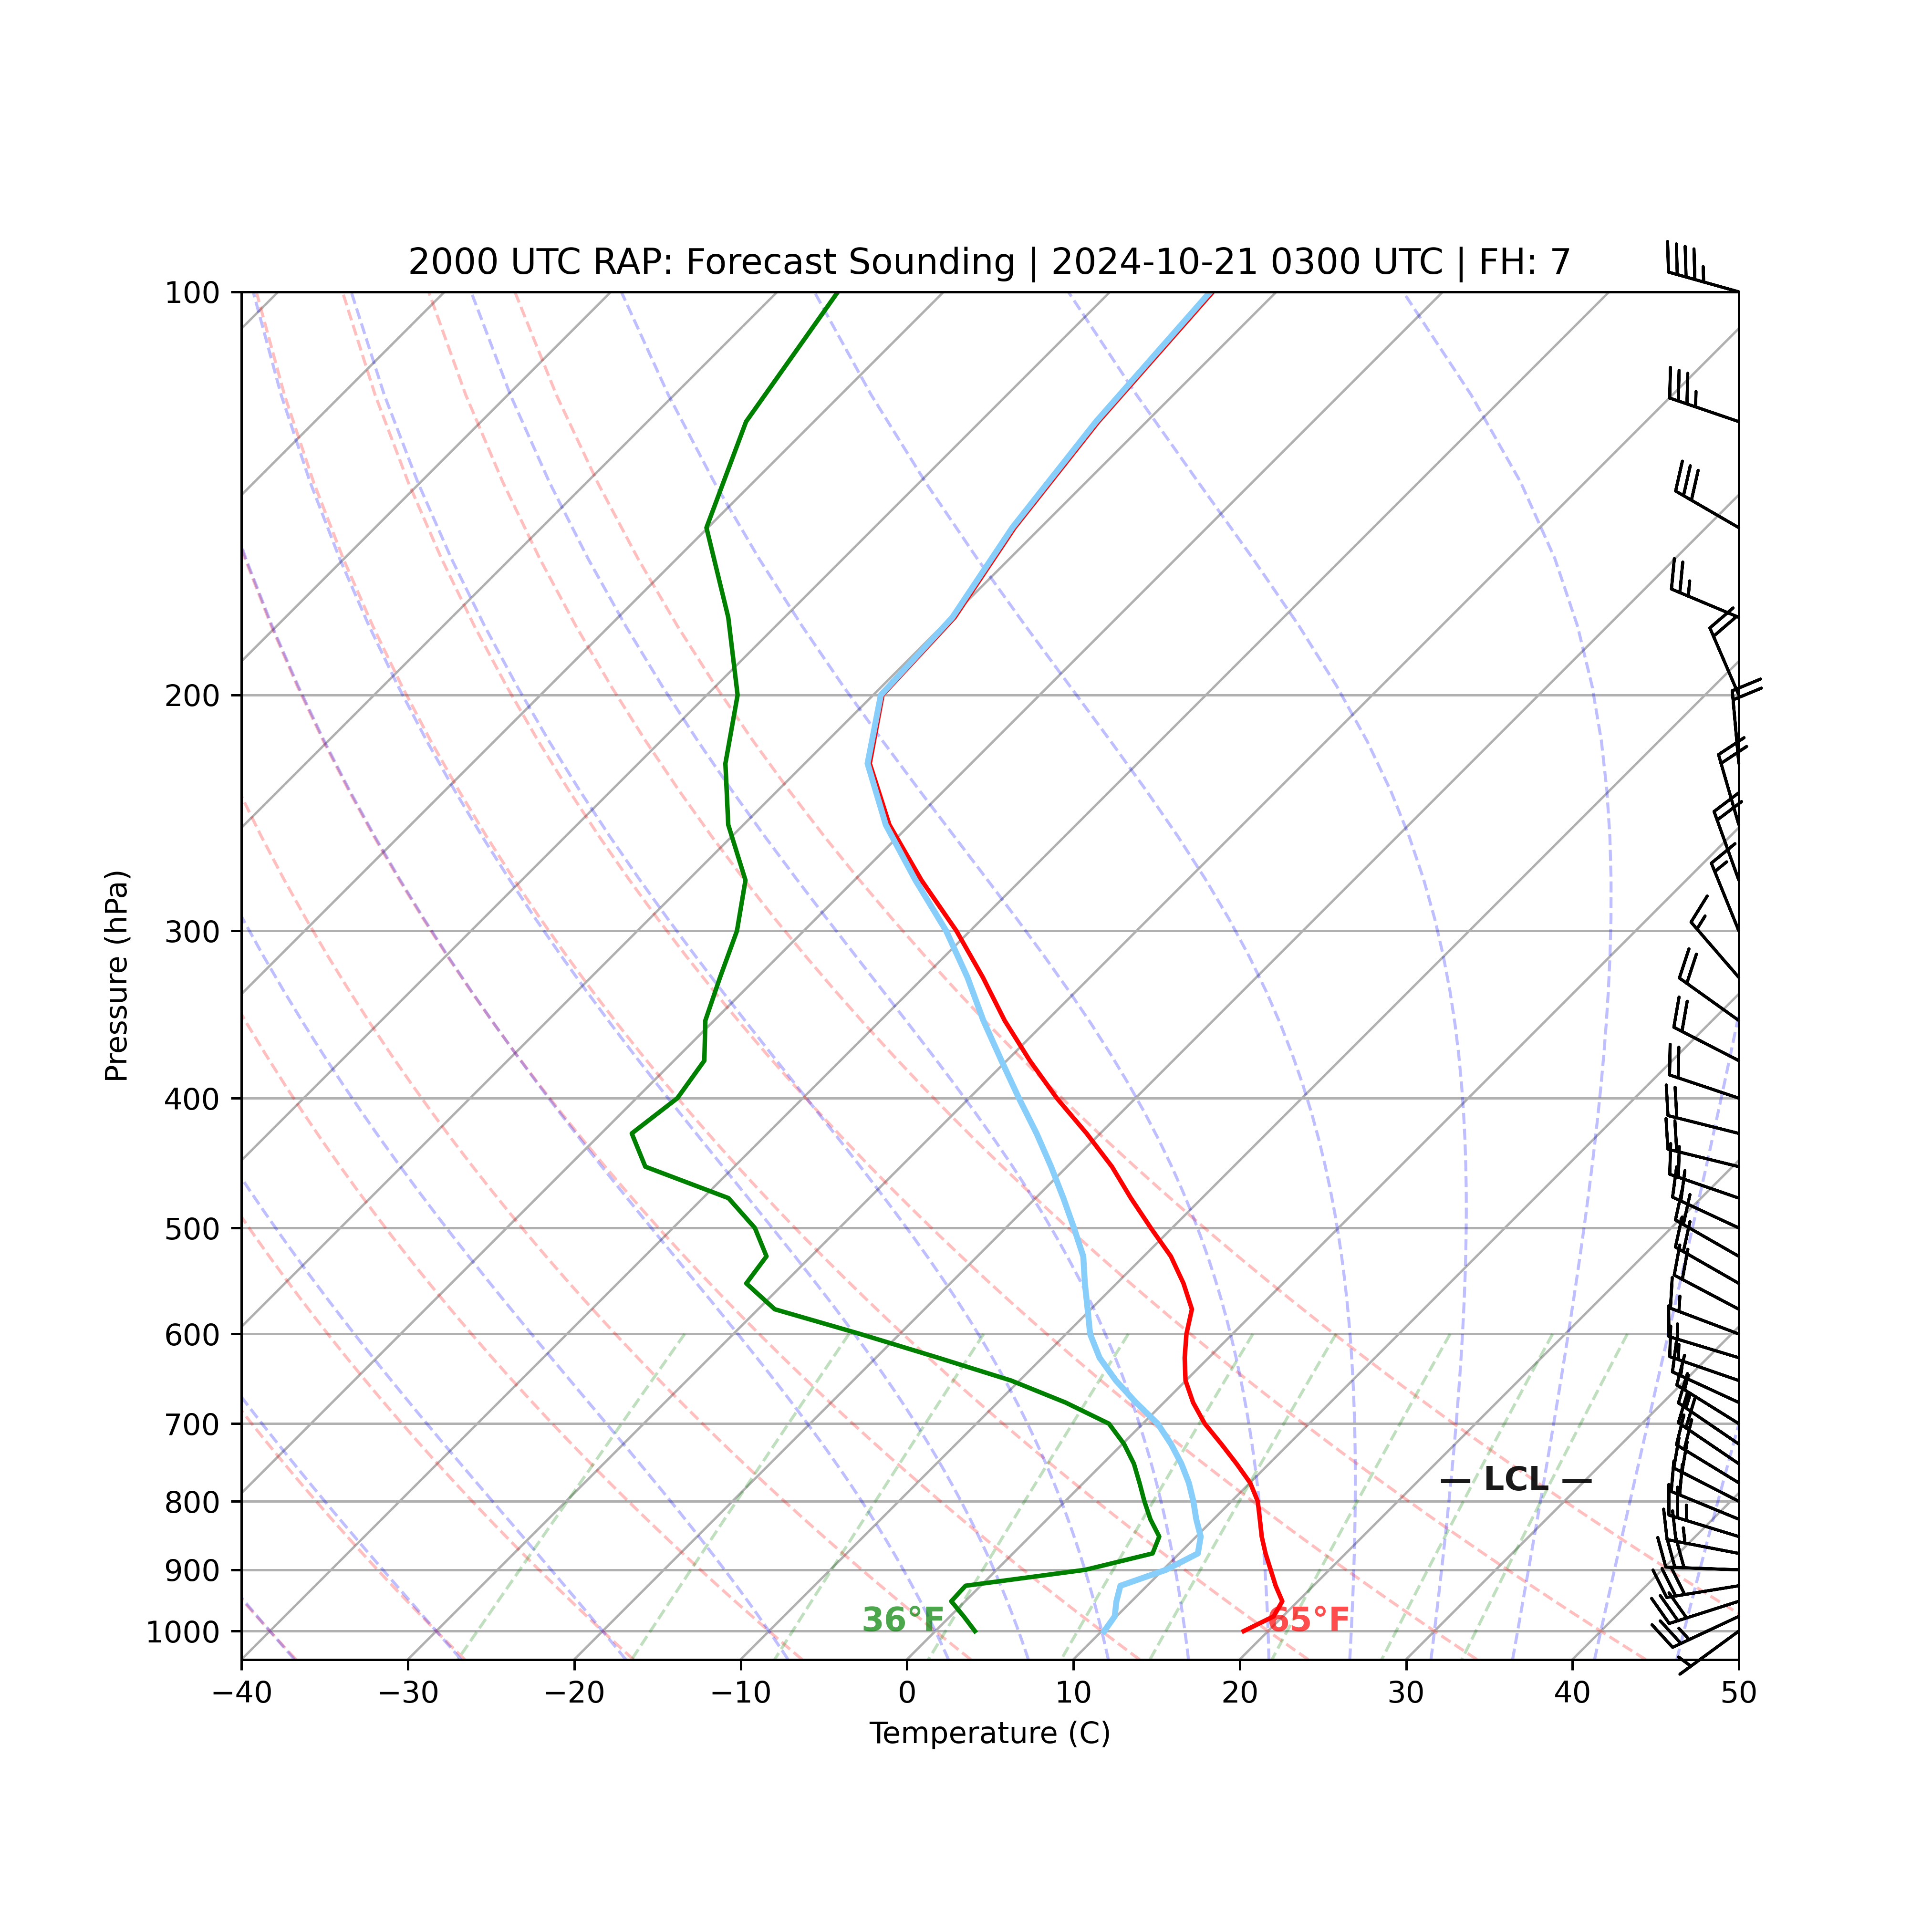 2000 UTC RAP: Forecast Sounding | 2024-10-21 0300 UTC | FH: 7
100
200
300
400
500
600
700
800
900
1000
Pressure (hPa)
— LCL —
36°F
65°F
−40 −30 −20 −10 0 10 20 30 40 50
Temperature (C)